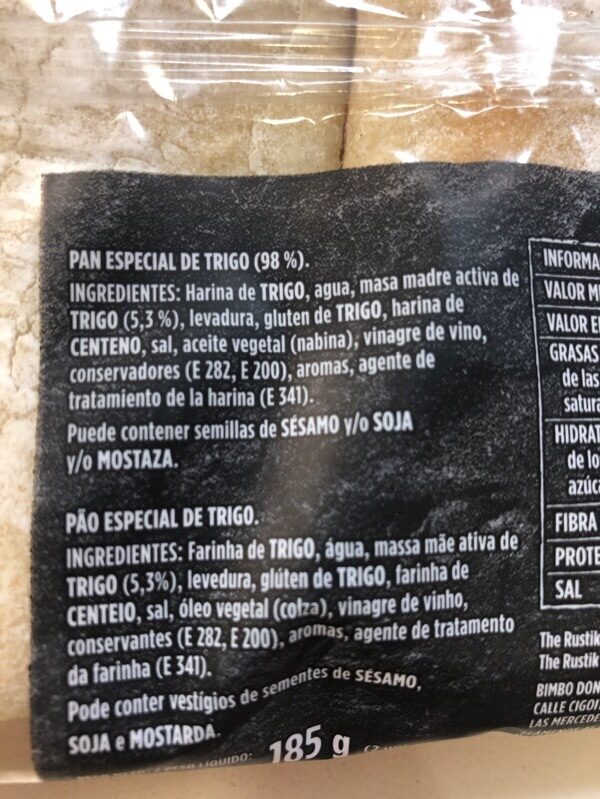 PAN ESPECIAL DE TRIGO (98 %).
INGREDIENTES: Harina de TRIGO, agua, masa madre activa de
TRIGO (5,3 %), levadura, gluten de TRIGO, harina de
CENTENO, sal, aceite vegetal (nabina), vinagre de vino,
conservadores (E 282, E 200), aromas, agente de
tratamiento de la harina (E 341).
Puede contener semillas de SÉSAMO y/o SOJA
y/o MOSTAZA.
PÃO ESPECIAL DE TRIGO.
INGREDIENTES: Farinha de TRIGO, água, massa mãe ativa de
TRIGO (5,3%), levedura, glúten de TRIGO, farinha de
CENTEIO, sal, óleo vegetal (colza), vinagre de vinho,
conservantes (E 282, E 200), aromas, agente de tratamento
da farinha (E 341).
Pode conter vestígios de sementes de SÉSAMO,
SOJA e MOSTARDA.
LÍQUIDO: 185 g
INFORMA
VALOR M
VALOR E
GRASAS
de las
satura
HIDRAT
de lo
azúca
FIBRA
PROTE
SAL
The Rustik
The Rustik
BIMBO DON
CALLE CIGOÑ
LAS MERCEDE